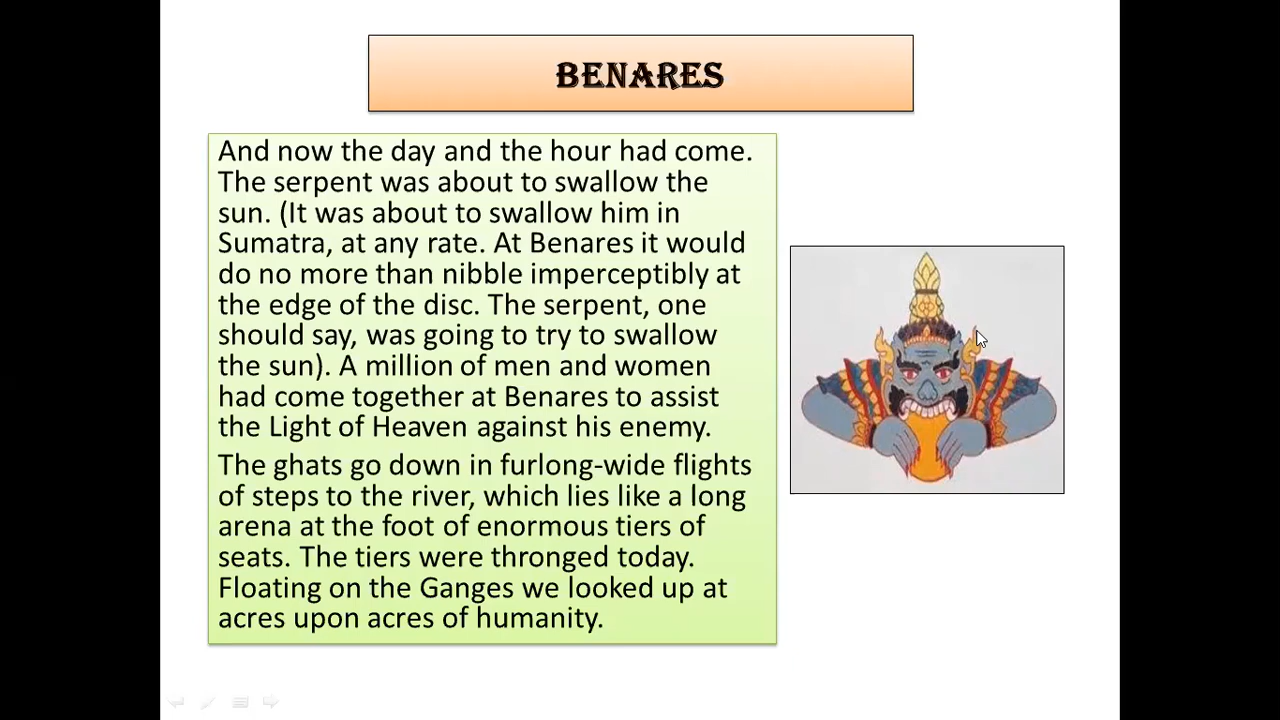 BENARES
And now the day and the hour had come.
The serpent was about to swallow the
sun. (It was about to swallow him in
Sumatra, at any rate. At Benares it would
do no more than nibble imperceptibly at
the edge of the disc. The serpent, one
should say, was going to try to swallow
the sun). A million of men and women
had come together at Benares to assist
the Light of Heaven against his enemy.
The ghats go down in furlong-wide flights
of steps to the river, which lies like a long
arena at the foot of enormous tiers of
seats. The tiers were thronged today.
Floating on the Ganges we looked up at
acres upon acres of humanity.